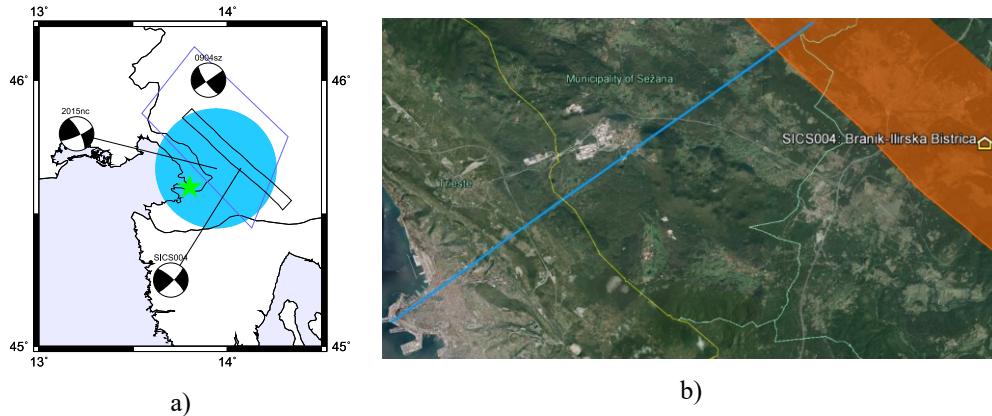 0904sz
46˚
46˚
2015nc
SICS004
45˚
45˚
13˚
14˚
13˚
14˚
a)
Municipality of Sežana
SICS004: Branik-Ilirska Bistrica
Trieste
b)